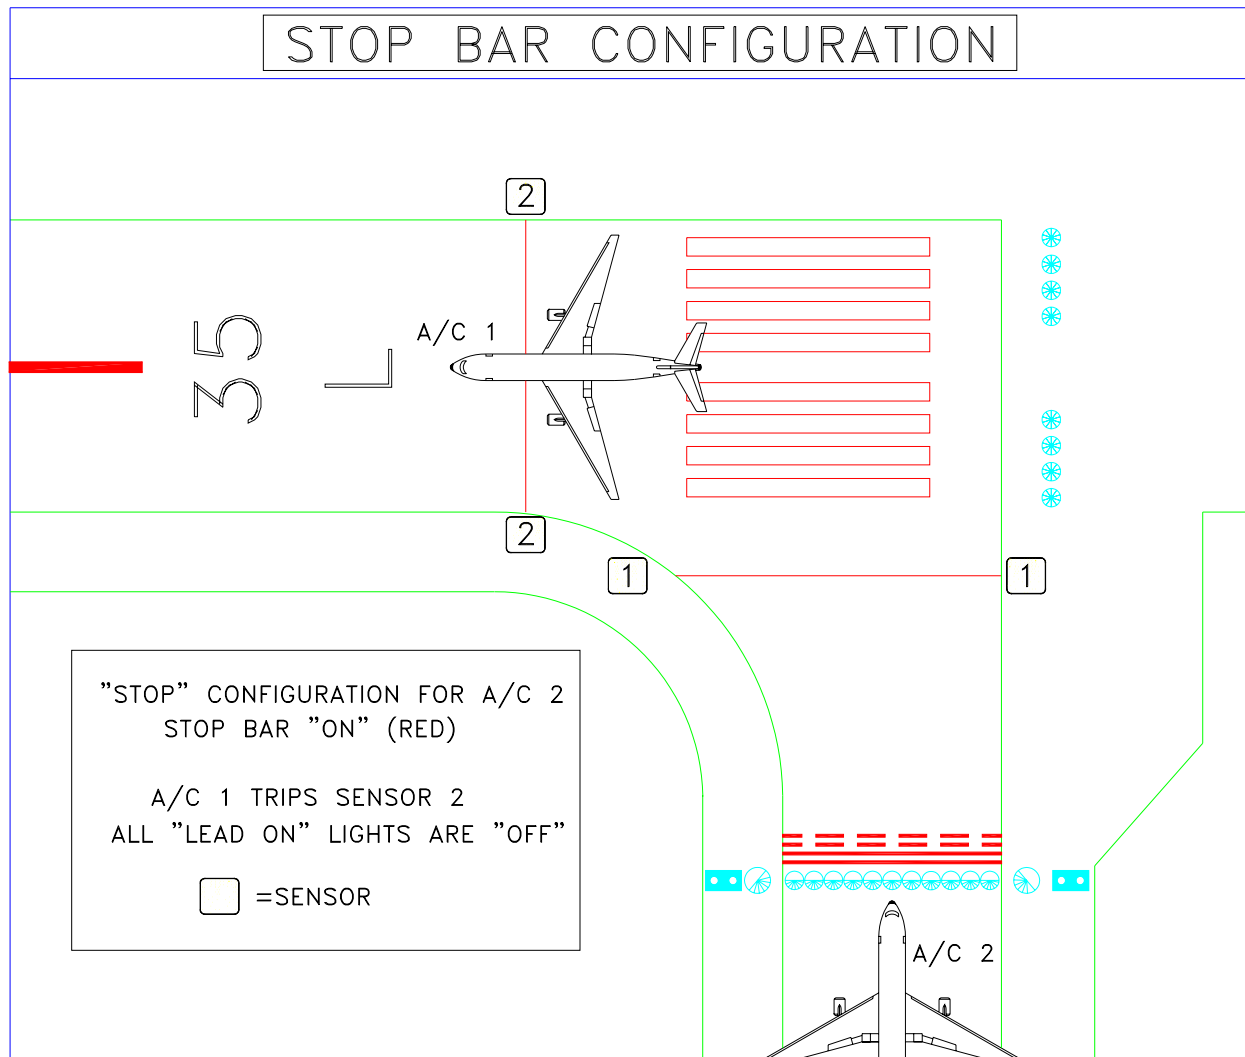 STOP BAR CONFIGURATION
2
A/C 1
35
L
2
1
1
”STOP” CONFIGURATION FOR A/C 2
STOP BAR ”ON” (RED)
A/C 1 TRIPS SENSOR 2
ALL ”LEAD ON” LIGHTS ARE ”OFF”
=SENSOR
A/C 2